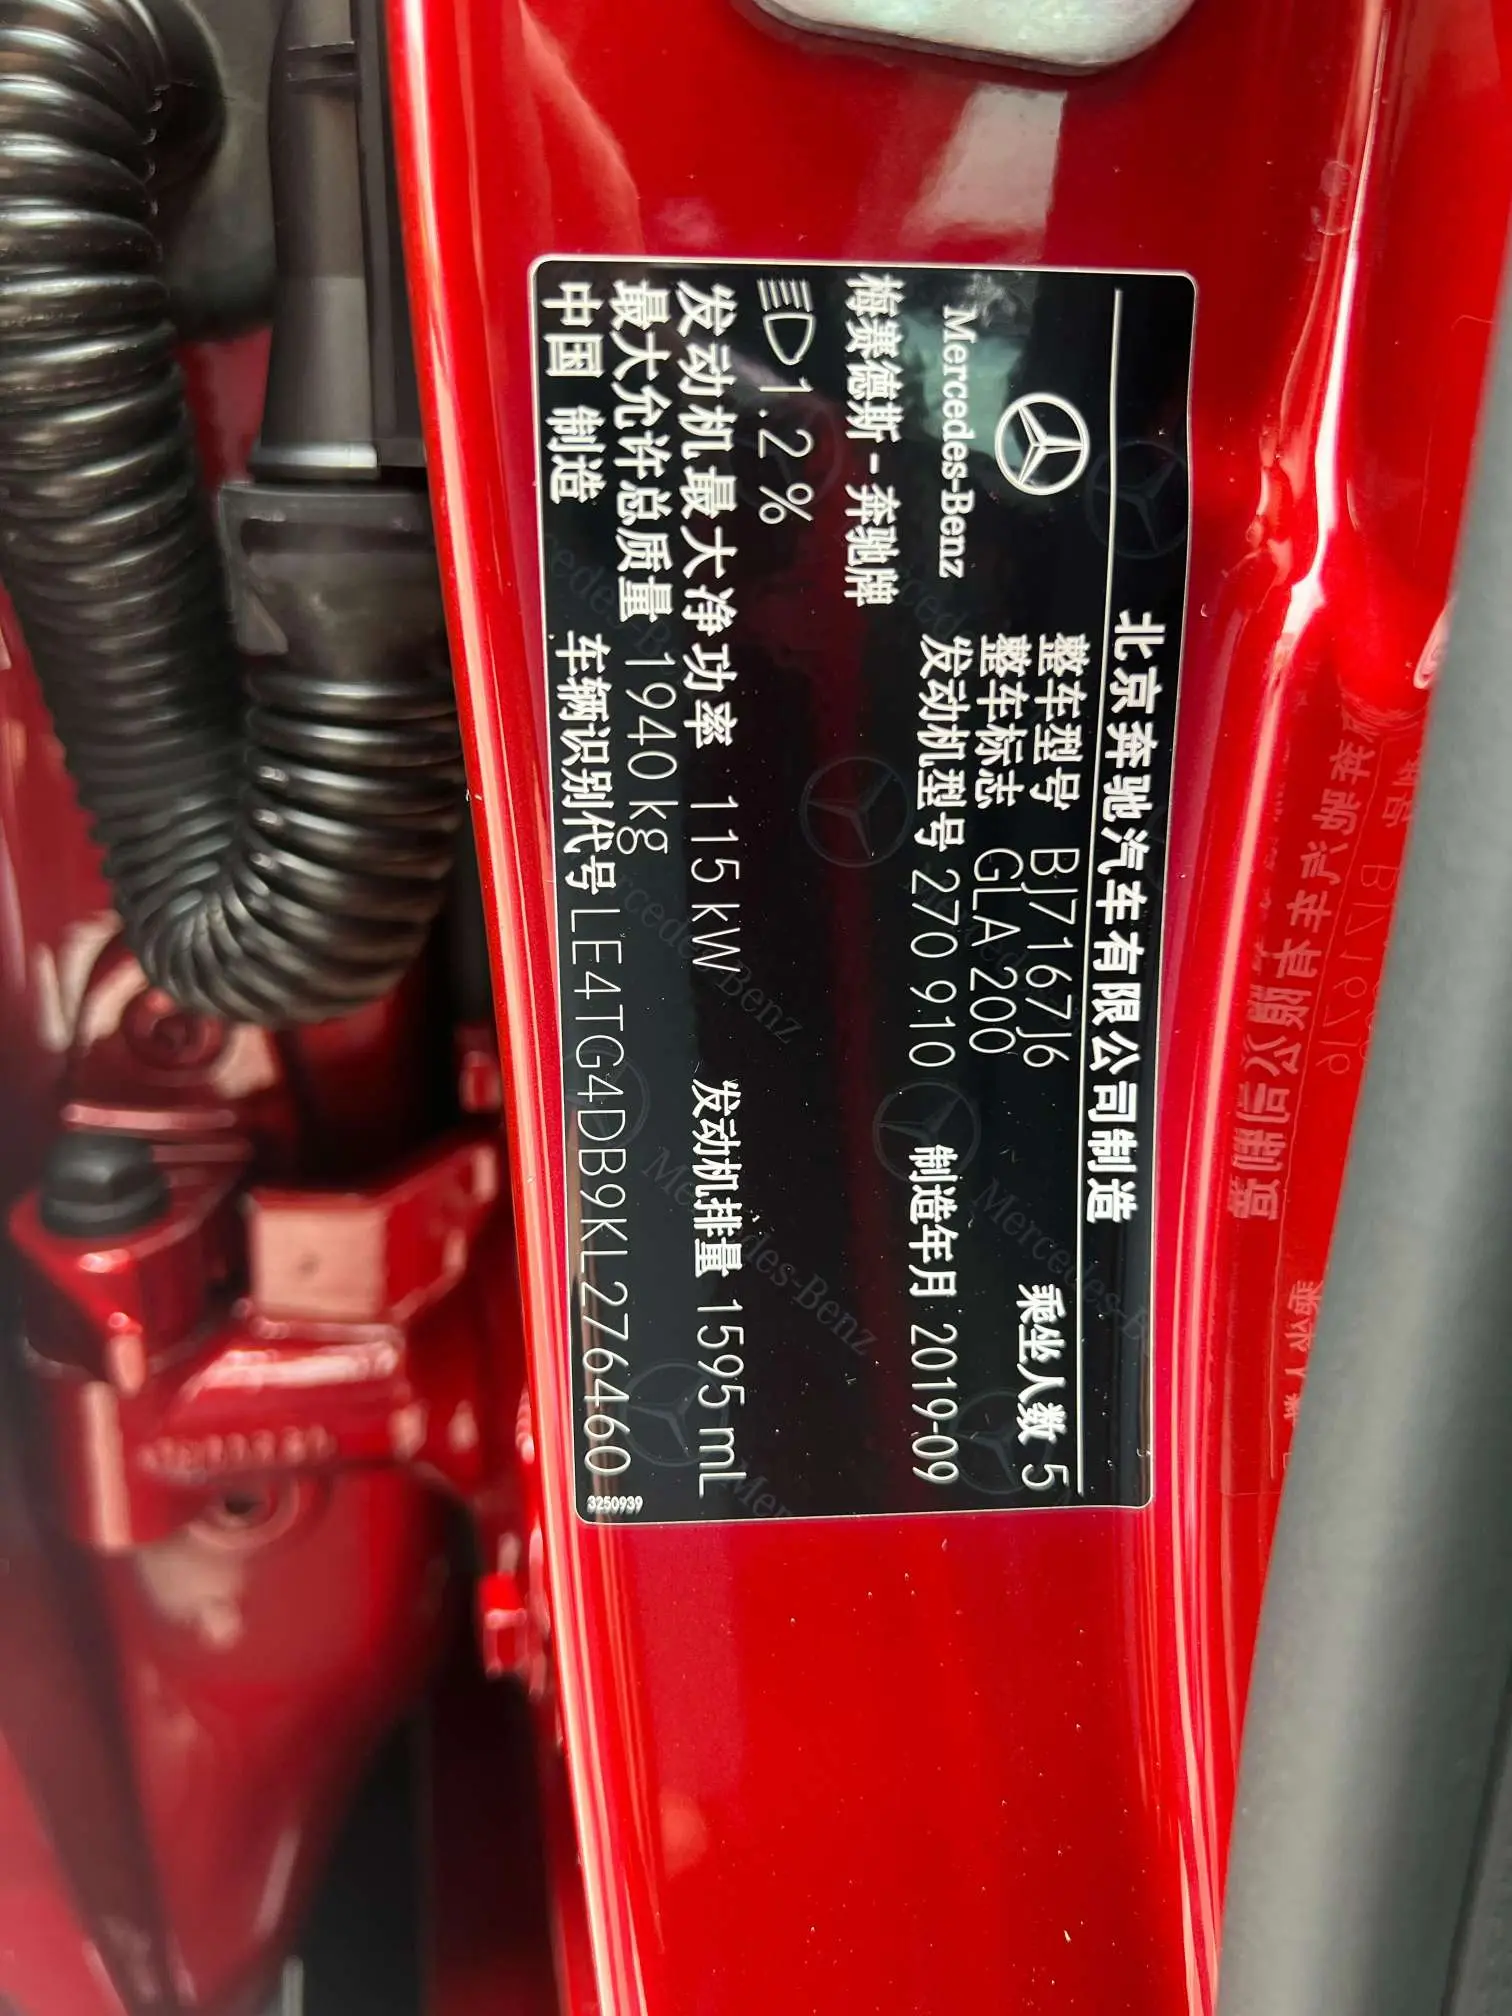 北京奔驰汽车有限公司制造
Mercedes-Benz
整车型号 BJ7167J6
整车标志 GLA 200
乘坐人数 5
发动机型号 270 910
制造年月 2019-09
梅赛德斯-奔驰牌
1.2%
发动机最大净功率 115 kW
发动机排量 1595 mL
最大允许总质量 1940 kg
中国 制造
车辆识别代号 LE4TG4DB9KL276460
3250939